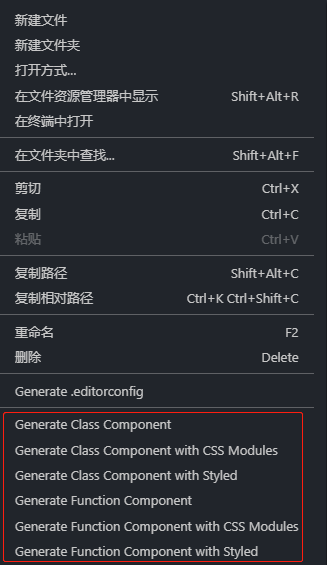 新建文件
新建文件夹
打开方式...
在文件资源管理器中显示 Shift+Alt+R
在终端中打开
在文件夹中查找... Shift+Alt+F
剪切 Ctrl+X
复制 Ctrl+C
粘贴 Ctrl+V
复制路径 Shift+Alt+C
复制相对路径 Ctrl+K Ctrl+Shift+C
重命名 F2
删除 Delete
Generate .editorconfig
Generate Class Component
Generate Class Component with CSS Modules
Generate Class Component with Styled
Generate Function Component
Generate Function Component with CSS Modules
Generate Function Component with Styled